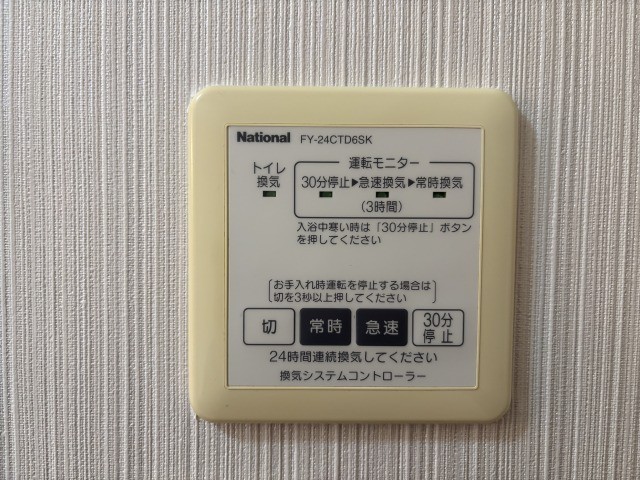 National FY-24CTD6SK
トイレ
換気
運転モニター
30分停止▶急速換気▶常時換気
(3時間)
入浴中寒い時は「30分停止」ボタン
を押してください
お手入れ時運転を停止する場合は
切を3秒以上押してください
切 常時 急速 30分
停止
24時間連続換気してください
換気システムコントローラー